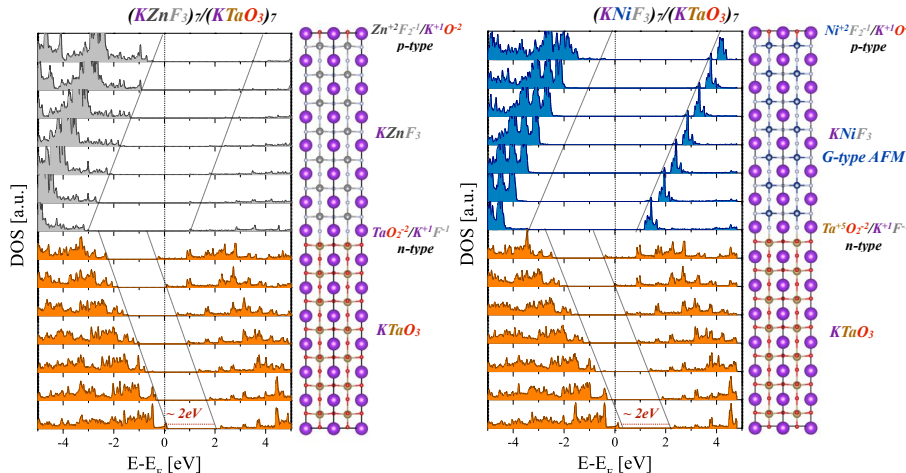 (KZnF3)7/(KTaO3)7
Zn+2F2-1/K+1O-2
p-type
KZnF3
TaO2-2/K+1F-1
n-type
KTaO3
~ 2eV
DOS [a.u.]
-4 -2 0 2 4
E-EF [eV]
(KNiF3)7/(KTaO3)7
Ni+2F2-1/K+1O-
p-type
KNiF3
G-type AFM
Ta+5O2-2/K+1F-
n-type
KTaO3
~ 2eV
DOS [a.u.]
-4 -2 0 2 4
E-EF [eV]